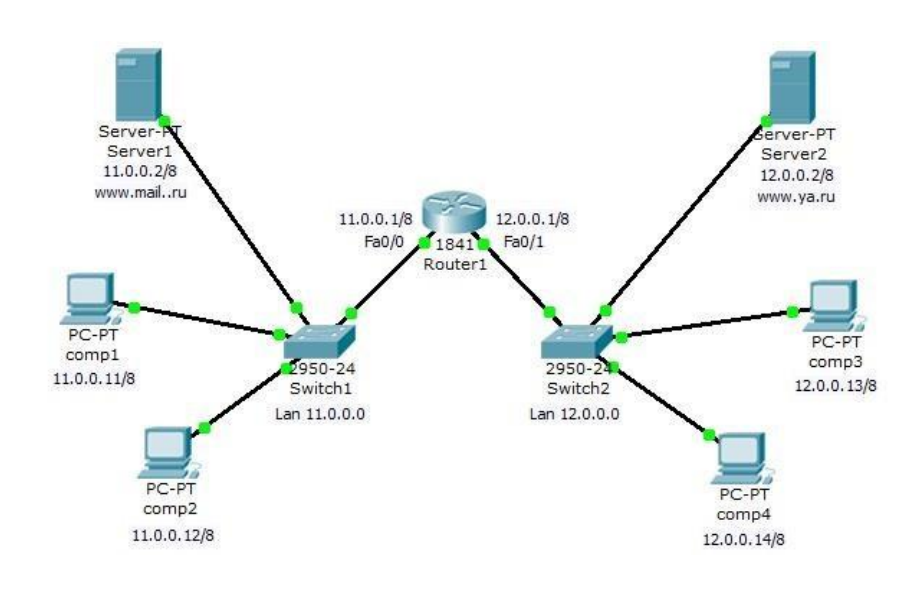 Server-PT
Server1
11.0.0.2/8
www.mail..ru
Server-PT
Server2
12.0.0.2/8
www.ya.ru
11.0.0.1/8
Fa0/0
12.0.0.1/8
Fa0/1
1841
Router1
PC-PT
comp1
11.0.0.11/8
2950-24
Switch1
Lan 11.0.0.0
2950-24
Switch2
Lan 12.0.0.0
PC-PT
comp3
12.0.0.13/8
PC-PT
comp2
11.0.0.12/8
PC-PT
comp4
12.0.0.14/8